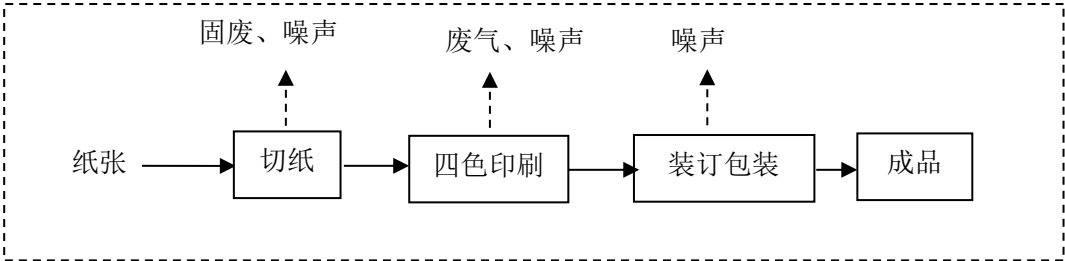 固废、噪声
废气、噪声
噪声
纸张
切纸
四色印刷
装订包装
成品